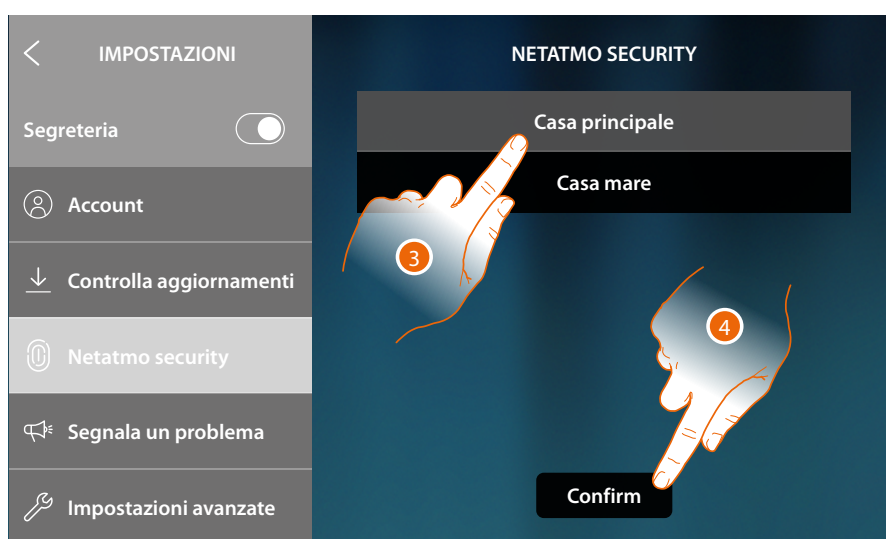 IMPOSTAZIONI
Segreteria
Account
Controlla aggiornamenti
Netatmo security
Segnala un problema
Impostazioni avanzate
NETATMO SECURITY
Casa principale
Casa mare
3
4
Confirm